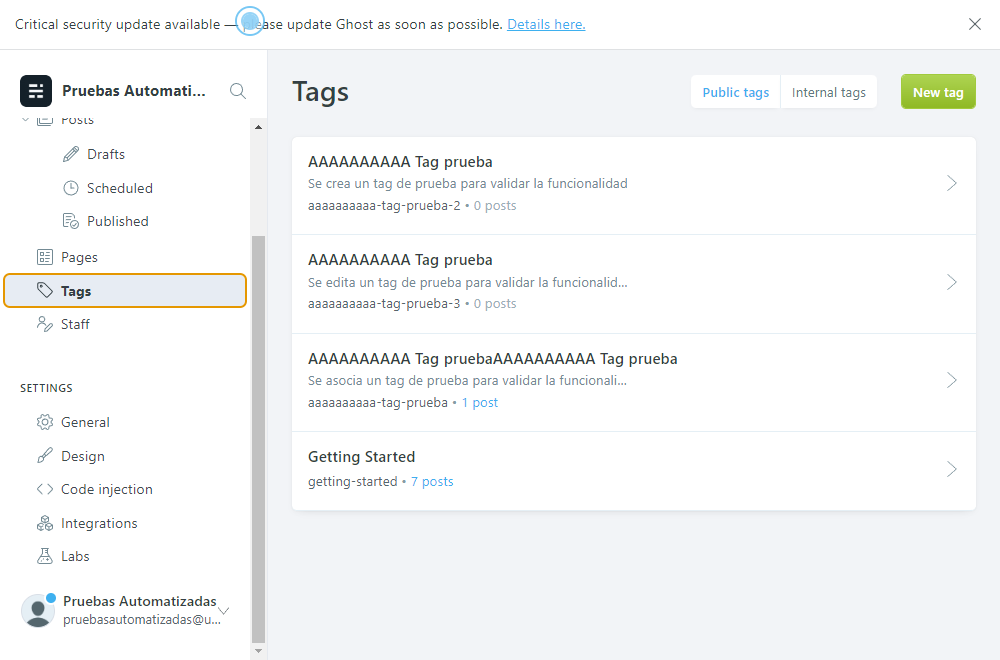 Critical security update available — please update Ghost as soon as possible. Details here.
Pruebas Automati...
Posts
Drafts
Scheduled
Published
Pages
Tags
Staff
SETTINGS
General
Design
Code injection
Integrations
Labs
Pruebas Automatizadas
pruebasautomatizadas@u...
Tags
Public tags
Internal tags
New tag
AAAAAAAAAA Tag prueba
Se crea un tag de prueba para validar la funcionalidad
aaaaaaaaaa-tag-prueba-2 • 0 posts
AAAAAAAAAA Tag prueba
Se edita un tag de prueba para validar la funcionalid...
aaaaaaaaaa-tag-prueba-3 • 0 posts
AAAAAAAAAA Tag pruebaAAAAAAAAAA Tag prueba
Se asocia un tag de prueba para validar la funcionali...
aaaaaaaaaa-tag-prueba • 1 post
Getting Started
getting-started • 7 posts